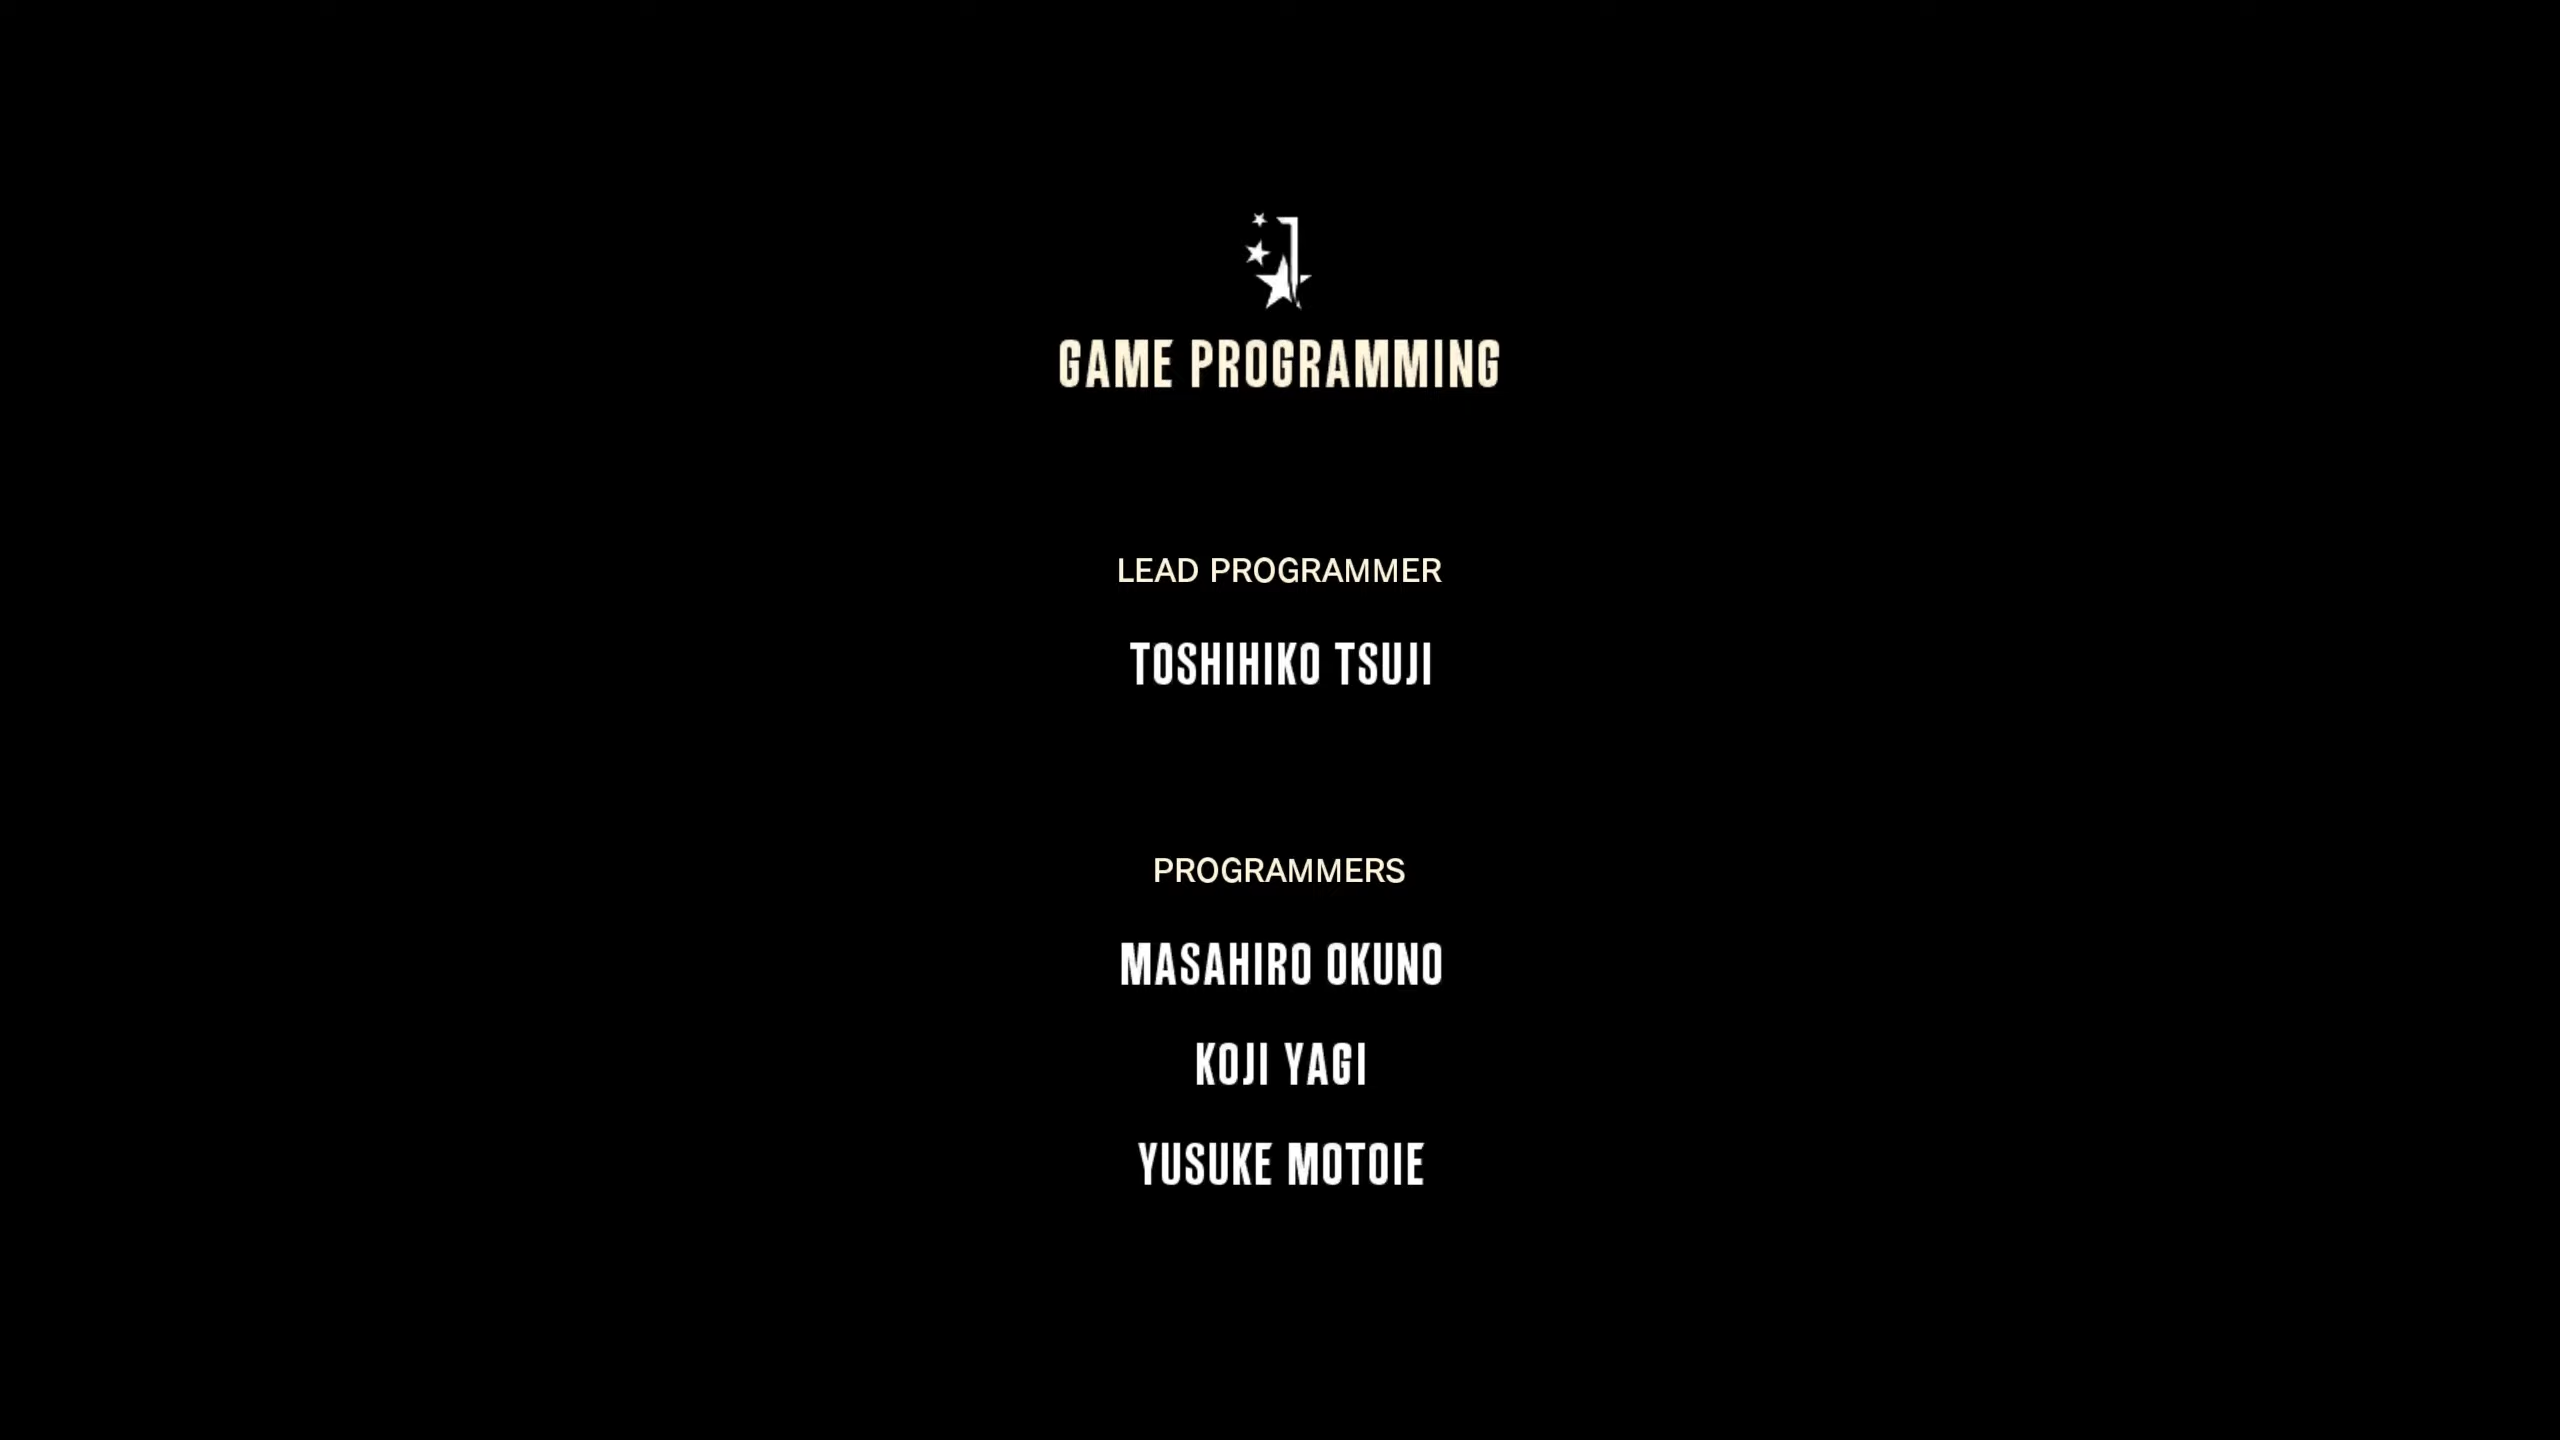 GAME PROGRAMMING
LEAD PROGRAMMER
TOSHIHIKO TSUJI
PROGRAMMERS
MASAHIRO OKUNO
KOJI YAGI
YUSUKE MOTOIE